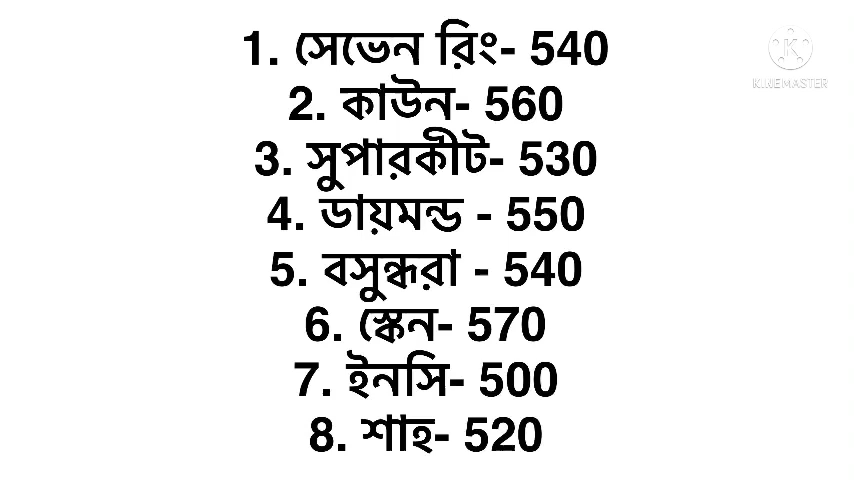 1. সেভেন রিং- 540
2. কাউন- 560
3. সুপারকীট- 530
4. ডায়মন্ড - 550
5. বসুন্ধরা - 540
6. স্কেন- 570
7. ইনসি- 500
8. শাহ- 520
KINEMASTER